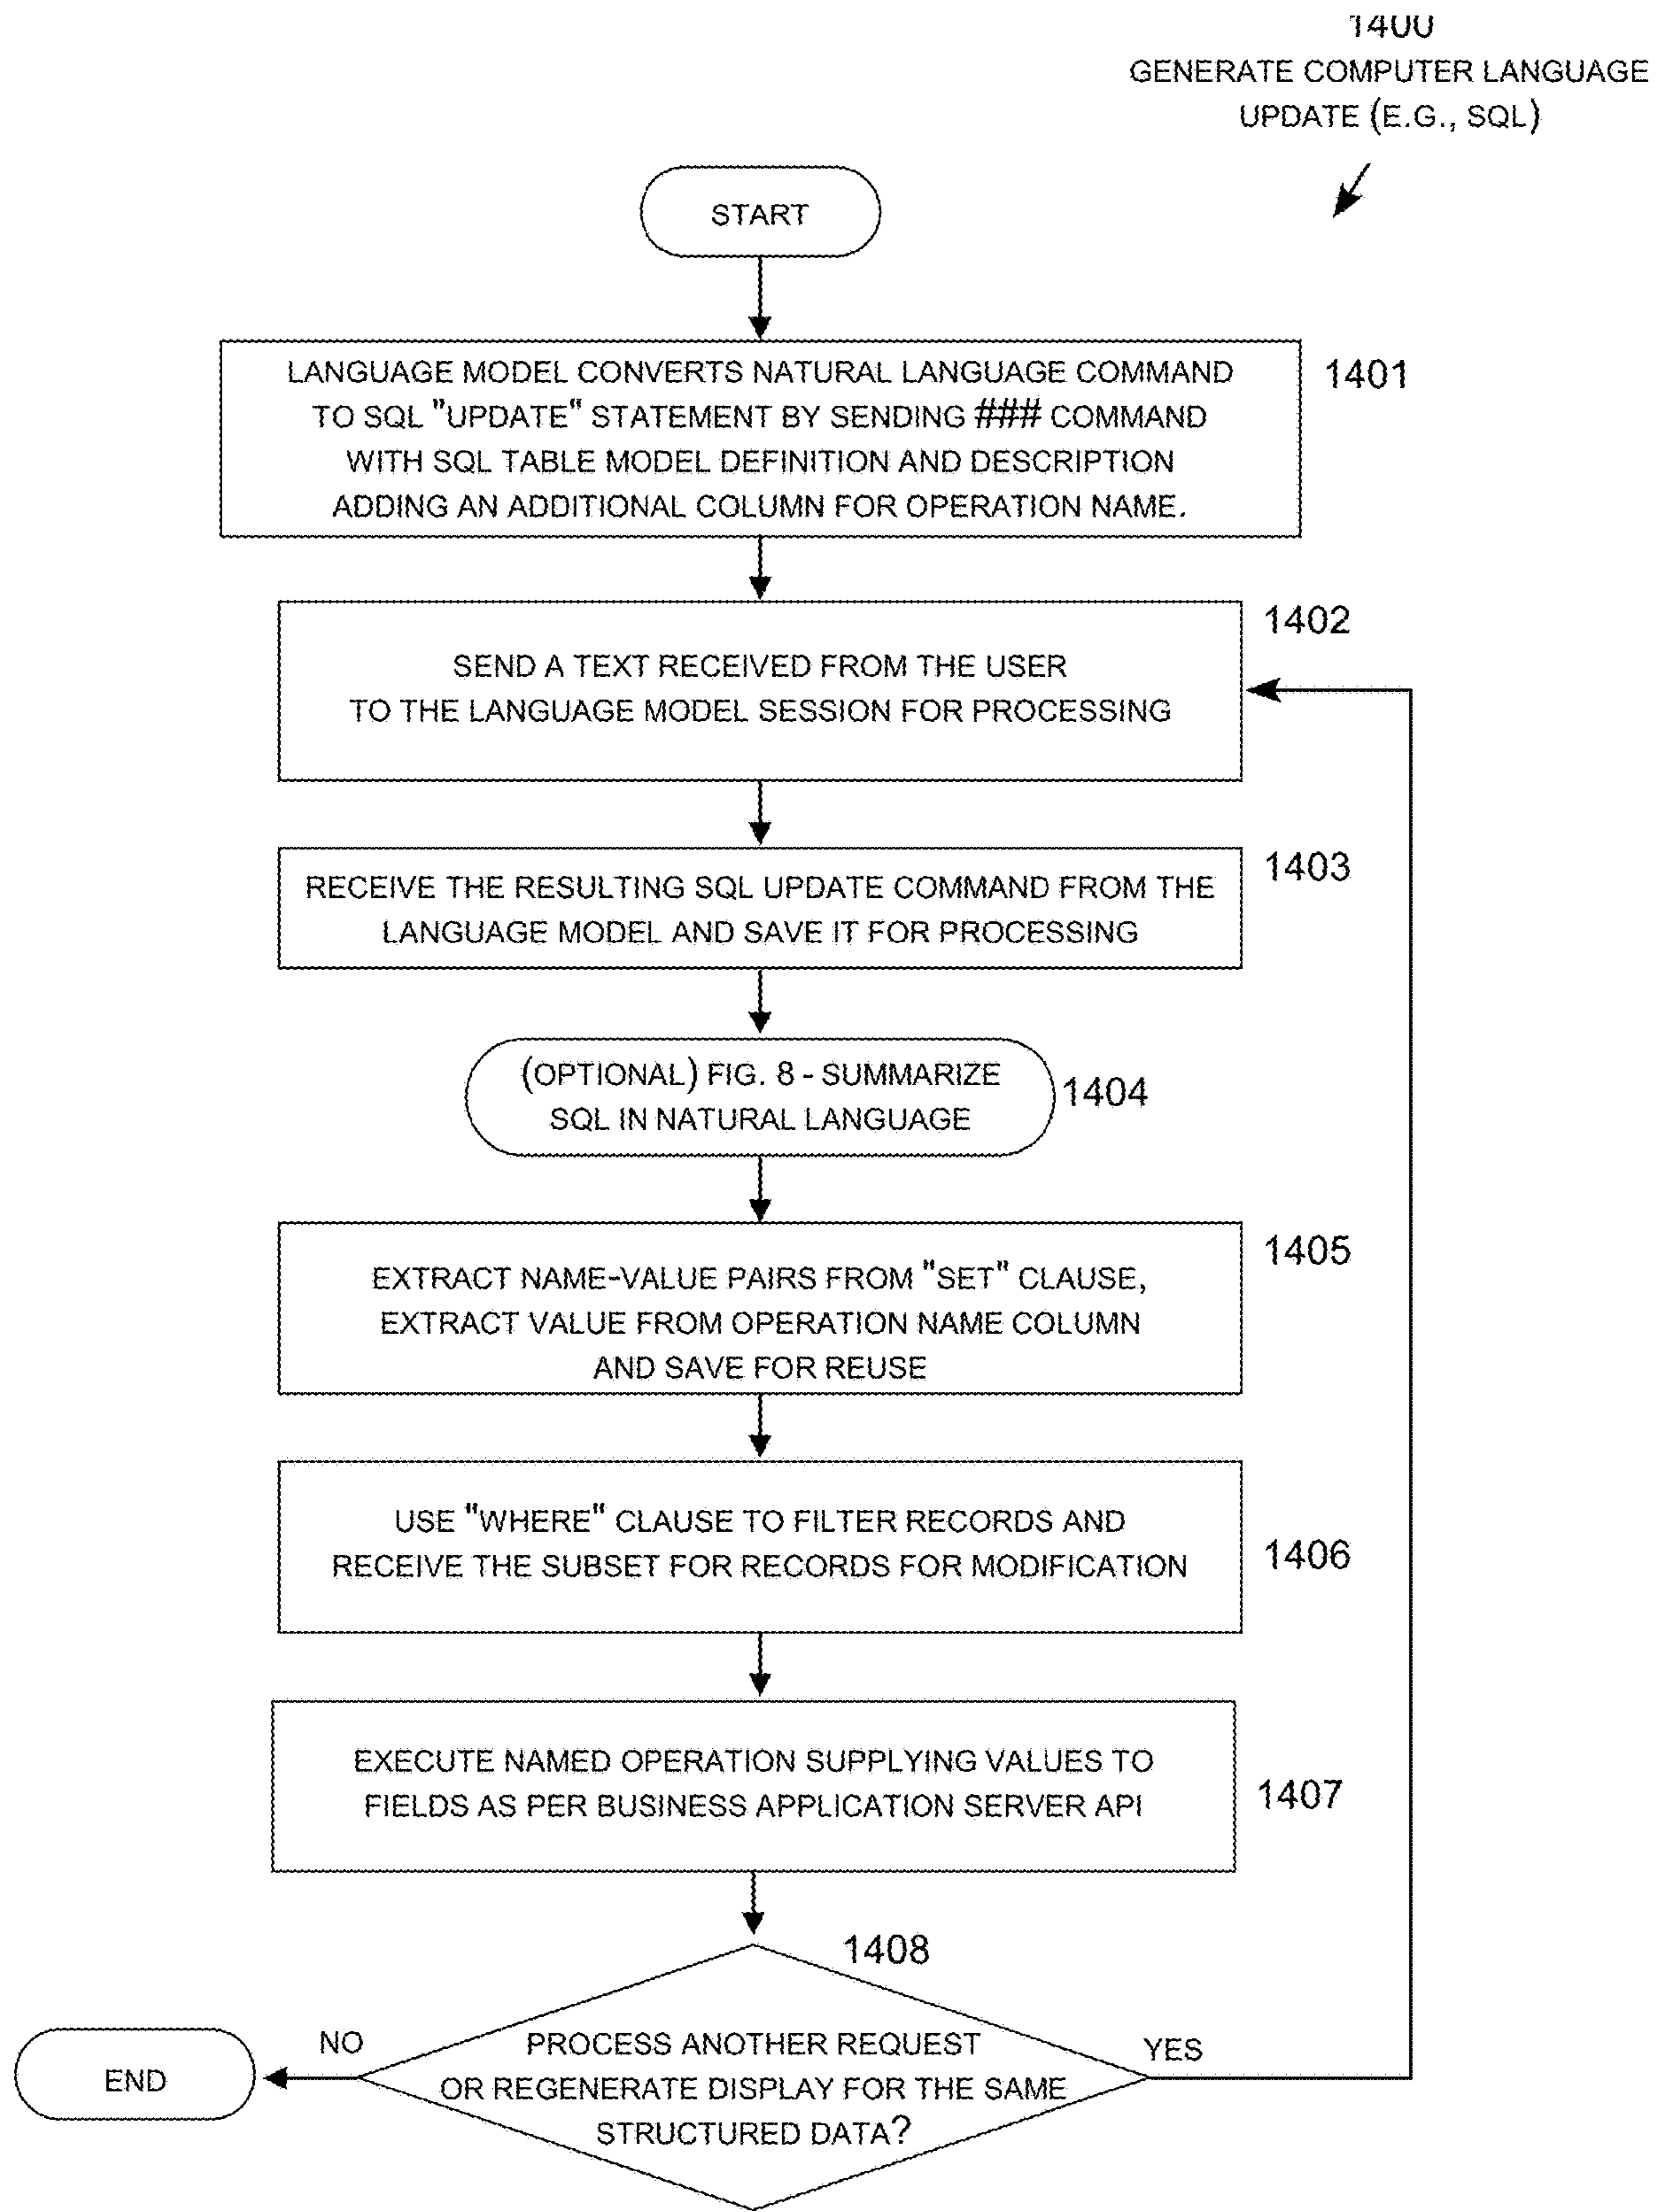 1400
GENERATE COMPUTER LANGUAGE
UPDATE (E.G., SQL)
START
LANGUAGE MODEL CONVERTS NATURAL LANGUAGE COMMAND
TO SQL "UPDATE" STATEMENT BY SENDING ### COMMAND
WITH SQL TABLE MODEL DEFINITION AND DESCRIPTION
ADDING AN ADDITIONAL COLUMN FOR OPERATION NAME.
1401
1402
SEND A TEXT RECEIVED FROM THE USER
TO THE LANGUAGE MODEL SESSION FOR PROCESSING
1403
RECEIVE THE RESULTING SQL UPDATE COMMAND FROM THE
LANGUAGE MODEL AND SAVE IT FOR PROCESSING
(OPTIONAL) FIG. 8 - SUMMARIZE
SQL IN NATURAL LANGUAGE
1404
1405
EXTRACT NAME-VALUE PAIRS FROM "SET" CLAUSE,
EXTRACT VALUE FROM OPERATION NAME COLUMN
AND SAVE FOR REUSE
USE "WHERE" CLAUSE TO FILTER RECORDS AND
RECEIVE THE SUBSET FOR RECORDS FOR MODIFICATION
1406
EXECUTE NAMED OPERATION SUPPLYING VALUES TO
FIELDS AS PER BUSINESS APPLICATION SERVER API
1407
1408
PROCESS ANOTHER REQUEST
OR REGENERATE DISPLAY FOR THE SAME
STRUCTURED DATA?
NO
YES
END